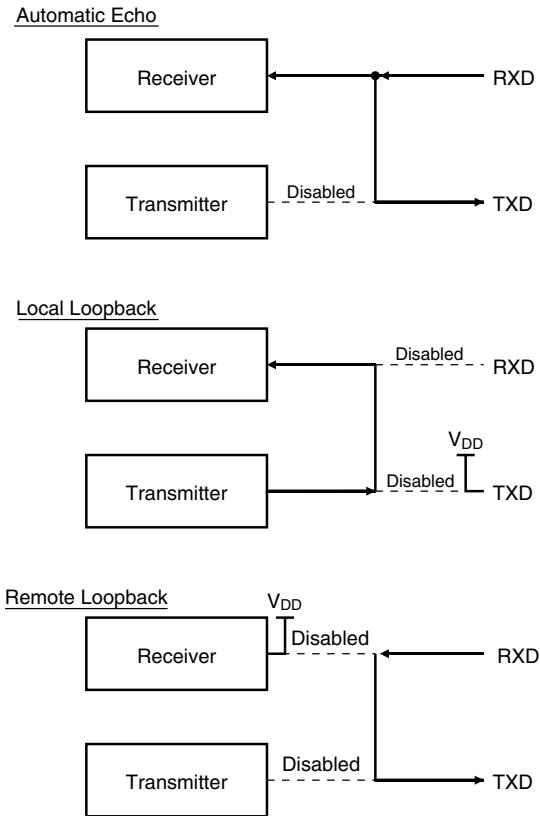 Automatic Echo
Receiver
RXD
Transmitter
Disabled
TXD
Local Loopback
Receiver
Disabled
RXD
VDD
Transmitter
Disabled
TXD
Remote Loopback
VDD
Receiver
Disabled
RXD
Transmitter
Disabled
TXD